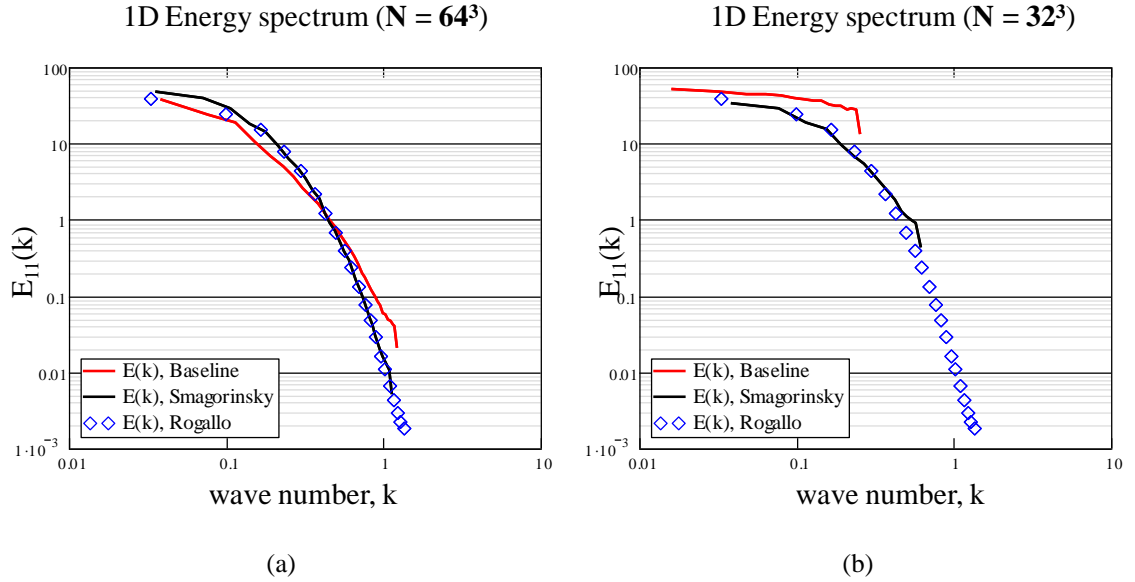 1D Energy spectrum (N = 64³)
100
10
1
0.1
0.01
1·10⁻³
0.01
0.1
1
10
E₁₁(k)
wave number, k
E(k), Baseline
E(k), Smagorinsky
E(k), Rogallo
(a)
1D Energy spectrum (N = 32³)
100
10
1
0.1
0.01
1·10⁻³
0.01
0.1
1
10
E₁₁(k)
wave number, k
E(k), Baseline
E(k), Smagorinsky
E(k), Rogallo
(b)